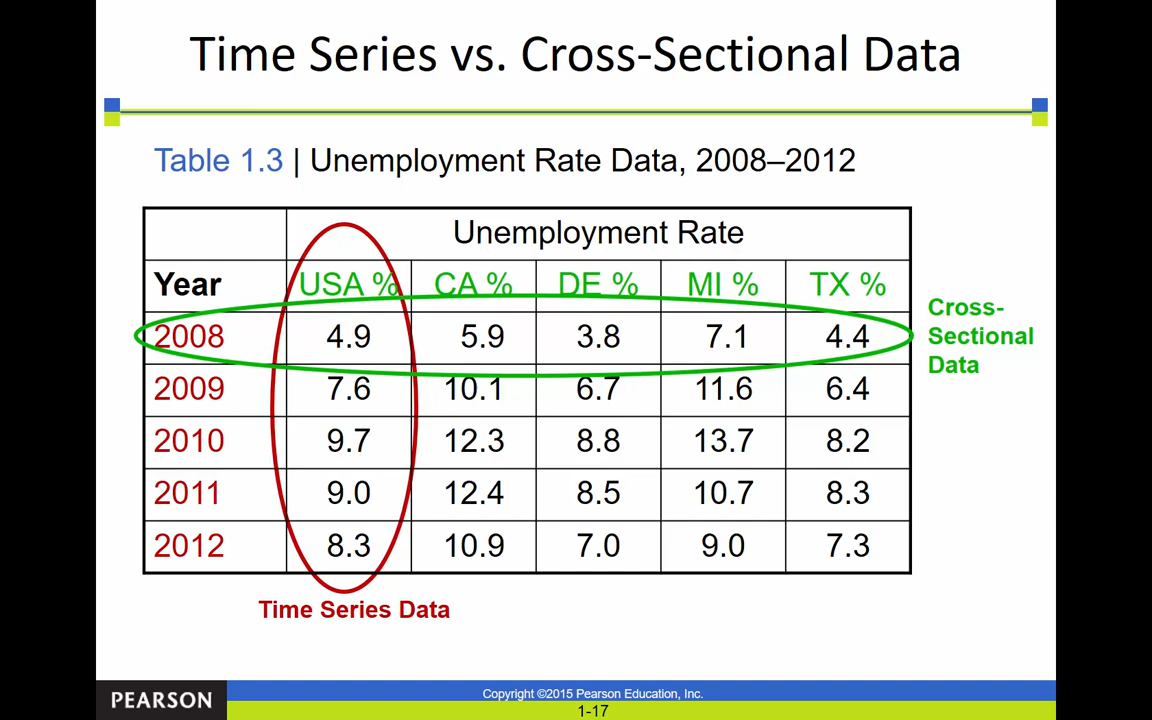 Time Series vs. Cross-Sectional Data
Table 1.3 | Unemployment Rate Data, 2008–2012
Unemployment Rate
Year USA % CA % DE % MI % TX %
2008 4.9 5.9 3.8 7.1 4.4
2009 7.6 10.1 6.7 11.6 6.4
2010 9.7 12.3 8.8 13.7 8.2
2011 9.0 12.4 8.5 10.7 8.3
2012 8.3 10.9 7.0 9.0 7.3
Cross-
Sectional
Data
Time Series Data
PEARSON
Copyright ©2015 Pearson Education, Inc.
1-17